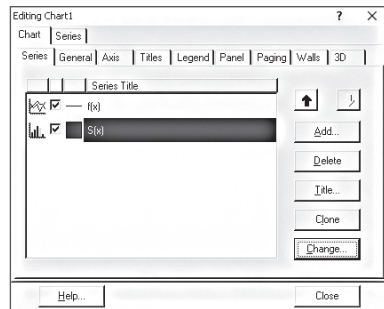 Editing Chart1 ? X
Chart Series
Series General Axis Titles Legend Panel Paging Walls 3D
Series Title
f(x)
S(x)
Add...
Delete
Title...
Clone
Change...
Help... Close